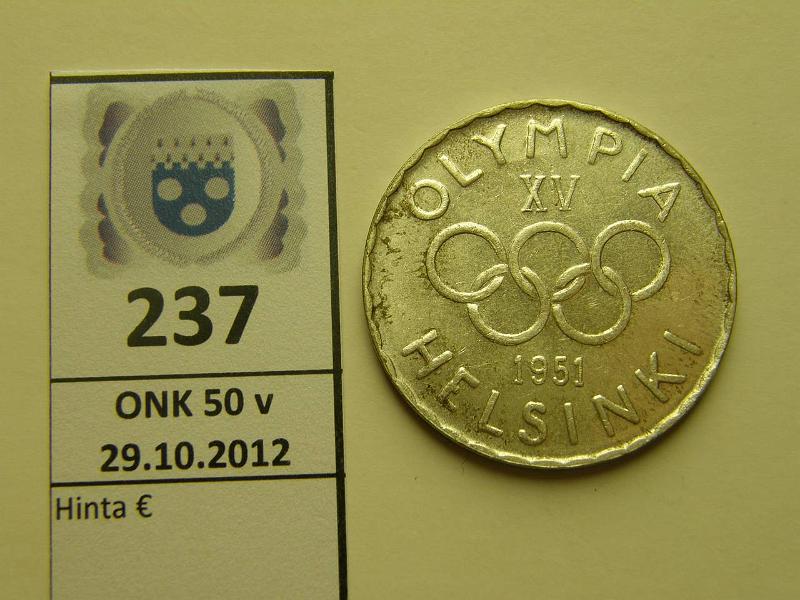 237
ONK 50 v
29.10.2012
Hinta €
OLYMPIA
XV
1951
HELSINKI